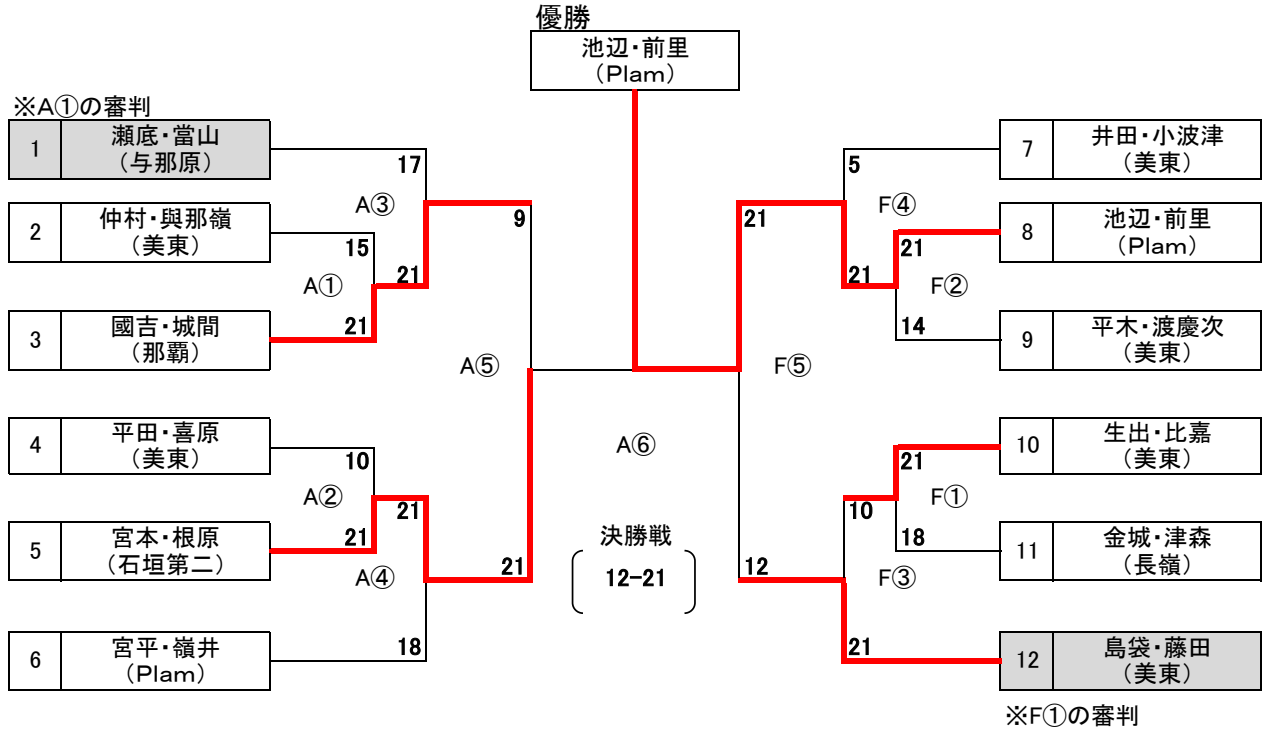 優勝
池辺・前里
（Plam）
※A①の審判
1
瀬底・當山
（与那原）
17
A③
2
仲村・與那嶺
（美東）
15
A①
21
9
3
國吉・城間
（那覇）
21
A⑤
4
平田・喜原
（美東）
10
A②
21
5
宮本・根原
（石垣第二）
21
A④
21
6
宮平・嶺井
（Plam）
18
A⑥
決勝戦
12-21
7
井田・小波津
（美東）
5
F④
21
8
池辺・前里
（Plam）
21
21
F②
9
平木・渡慶次
（美東）
14
F⑤
10
生出・比嘉
（美東）
21
F①
10
11
金城・津森
（長嶺）
18
F③
12
12
島袋・藤田
（美東）
21
※F①の審判